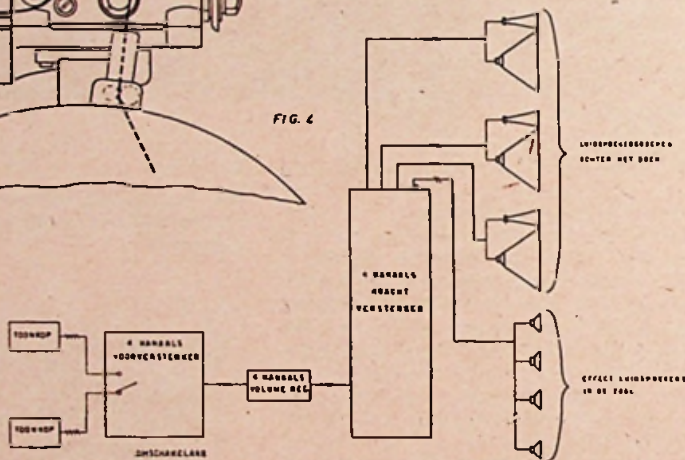 FIG. 4
LUIDSPREKERGROEPEN
ACHTER HET DOEK
4 KANAALS
KRACHT
VERSTERKER
TOONKOP
4 KANAALS
VOORVERSTERKER
4 KANAALS
VOLUME REG.
EFFECT LUIDSPREKERS
IN DE ZAAL
TOONKOP
OMSCHAKELAAR